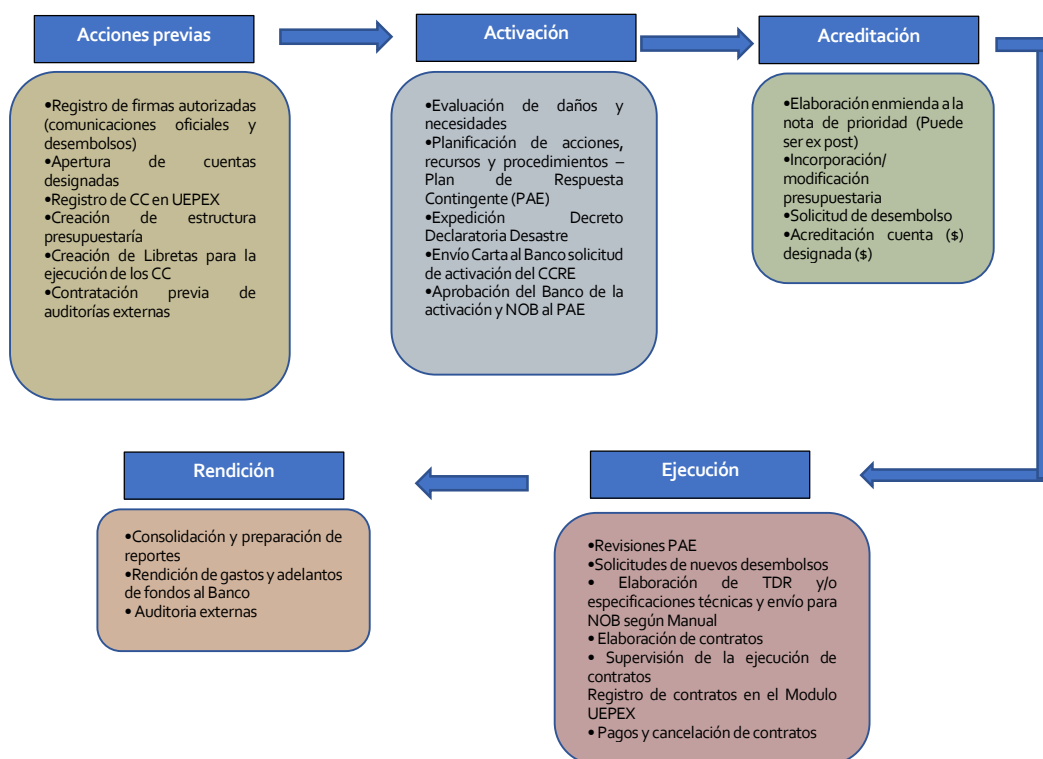 Acciones previas
•Registro de firmas autorizadas
(comunicaciones oficiales y
desembolsos)
•Apertura de cuentas
designadas
•Registro de CC en UEPEX
•Creación de estructura
presupuestaría
•Creación de Libretas para la
ejecución de los CC
•Contratación previa de
auditorías externas
Activación
•Evaluación de daños y
necesidades
•Planificación de acciones,
recursos y procedimientos –
Plan de Respuesta
Contingente (PAE)
•Expedición Decreto
Declaratoria Desastre
•Envío Carta al Banco solicitud
de activación del CCRE
•Aprobación del Banco de la
activación y NOB al PAE
Acreditación
•Elaboración enmienda a la
nota de prioridad (Puede
ser ex post)
•Incorporación/
modificación
presupuestaria
•Solicitud de desembolso
•Acreditación cuenta ($)
designada ($)
Ejecución
•Revisiones PAE
•Solicitudes de nuevos desembolsos
• Elaboración de TDR y/o
especificaciones técnicas y envío para
NOB según Manual
• Elaboración de contratos
• Supervisión de la ejecución de
contratos
Registro de contratos en el Modulo
UEPEX
• Pagos y cancelación de contratos
Rendición
•Consolidación y preparación de
reportes
•Rendición de gastos y adelantos
de fondos al Banco
• Auditoria externas